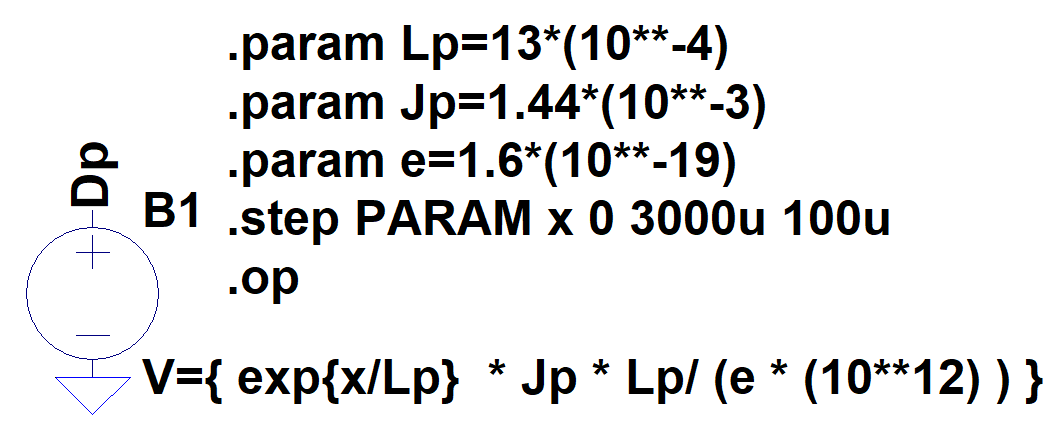 .param Lp=13*(10**-4)
.param Jp=1.44*(10**-3)
.param e=1.6*(10**-19)
Dp
B1
.step PARAM x 0 3000u 100u
.op
V={ exp{x/Lp}  * Jp * Lp/ (e * (10**12) ) }